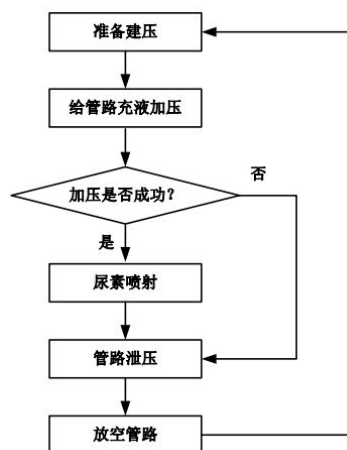 准备建压
给管路充液加压
加压是否成功？
否
是
尿素喷射
管路泄压
放空管路